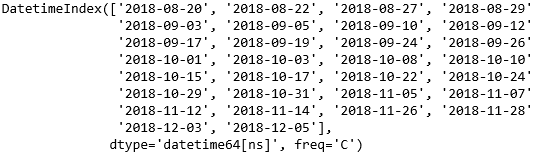 DatetimeIndex(['2018-08-20', '2018-08-22', '2018-08-27', '2018-08-29'
'2018-09-03', '2018-09-05', '2018-09-10', '2018-09-12'
'2018-09-17', '2018-09-19', '2018-09-24', '2018-09-26'
'2018-10-01', '2018-10-03', '2018-10-08', '2018-10-10'
'2018-10-15', '2018-10-17', '2018-10-22', '2018-10-24'
'2018-10-29', '2018-10-31', '2018-11-05', '2018-11-07'
'2018-11-12', '2018-11-14', '2018-11-26', '2018-11-28'
'2018-12-03', '2018-12-05'],
dtype='datetime64[ns]', freq='C')